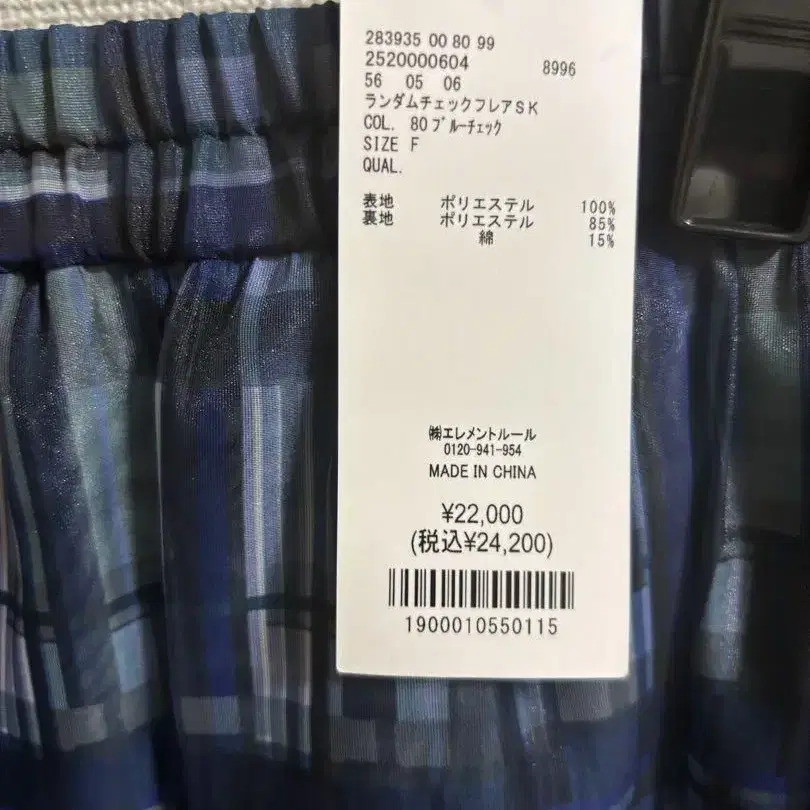 283935 00 80 99
2520000604 8996
56 05 06
ランダムチェックフレアSK
COL. 80 ブルーチェック
SIZE F
QUAL.
表地 ポリエステル 100%
裏地 ポリエステル 85%
綿 15%
㈱エレメントルール
0120-941-954
MADE IN CHINA
¥22,000
(税込¥24,200)
1900010550115